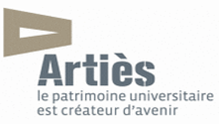 Artiès
le patrimoine universitaire
est créateur d'avenir